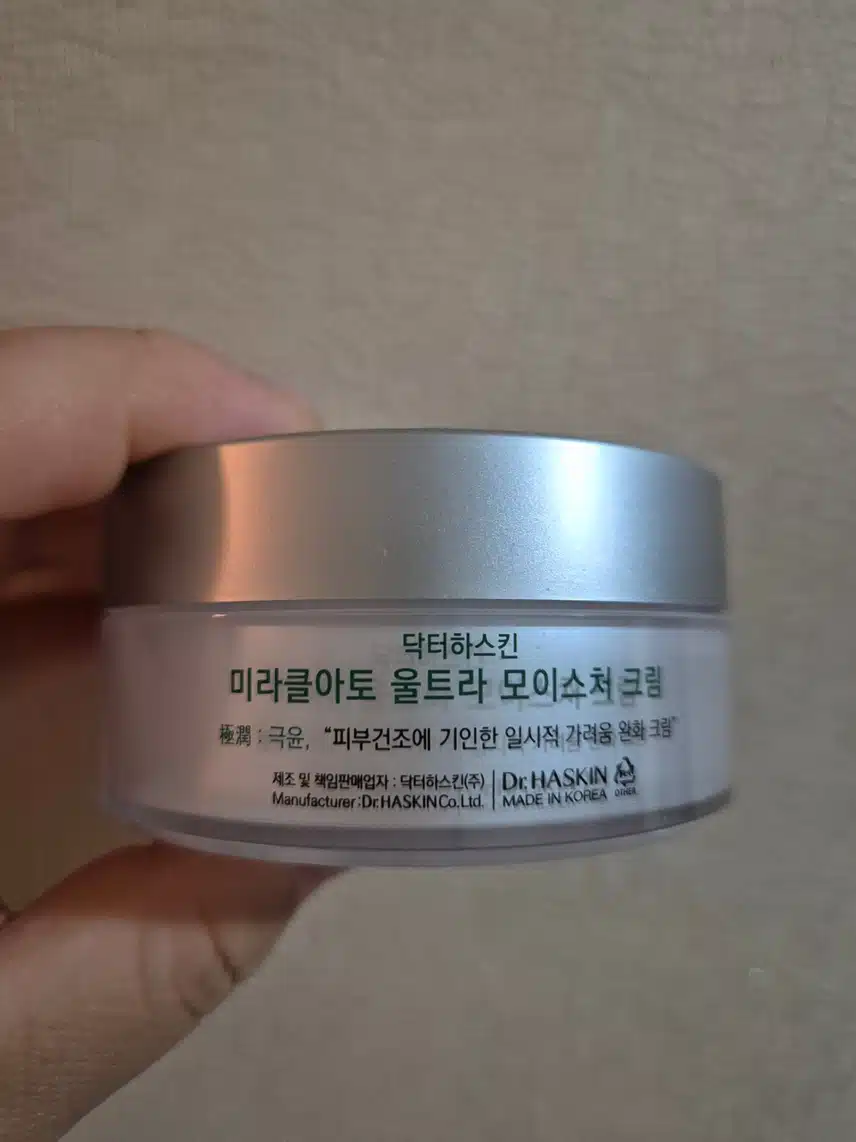 닥터하스킨
미라클아토 울트라 모이스처 크림
極潤 : 극윤, “피부건조에 기인한 일시적 가려움 완화 크림”
제조 및 책임판매업자 : 닥터하스킨(주)
Manufacturer:Dr.HASKIN Co.Ltd.
Dr.HASKIN
MADE IN KOREA
OTHER